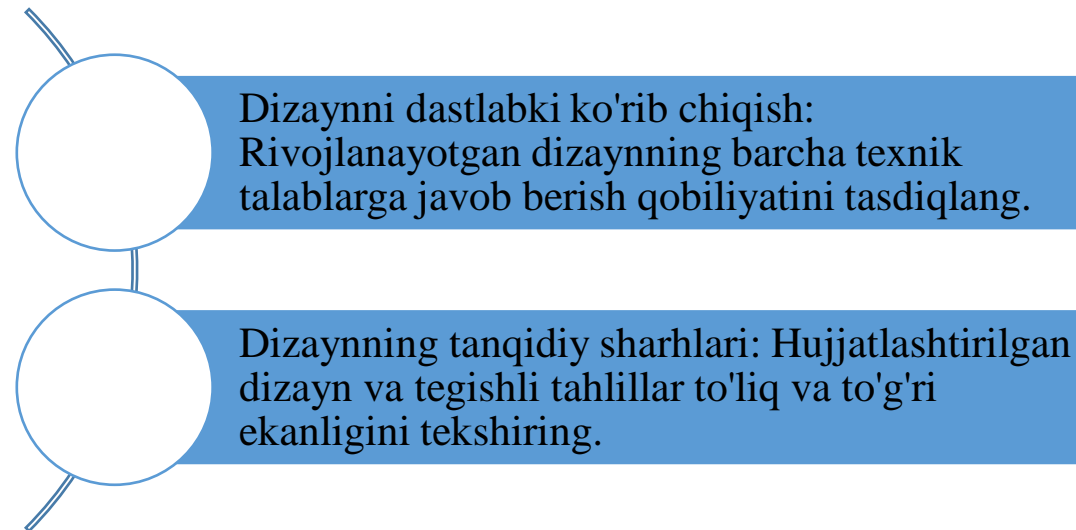 Dizaynni dastlabki ko'rib chiqish:
Rivojlanayotgan dizaynning barcha texnik
talablarga javob berish qobiliyatini tasdiqlang.
Dizaynning tanqidiy sharhlari: Hujjatlashtirilgan
dizayn va tegishli tahlillar to'liq va to'g'ri
ekanligini tekshiring.